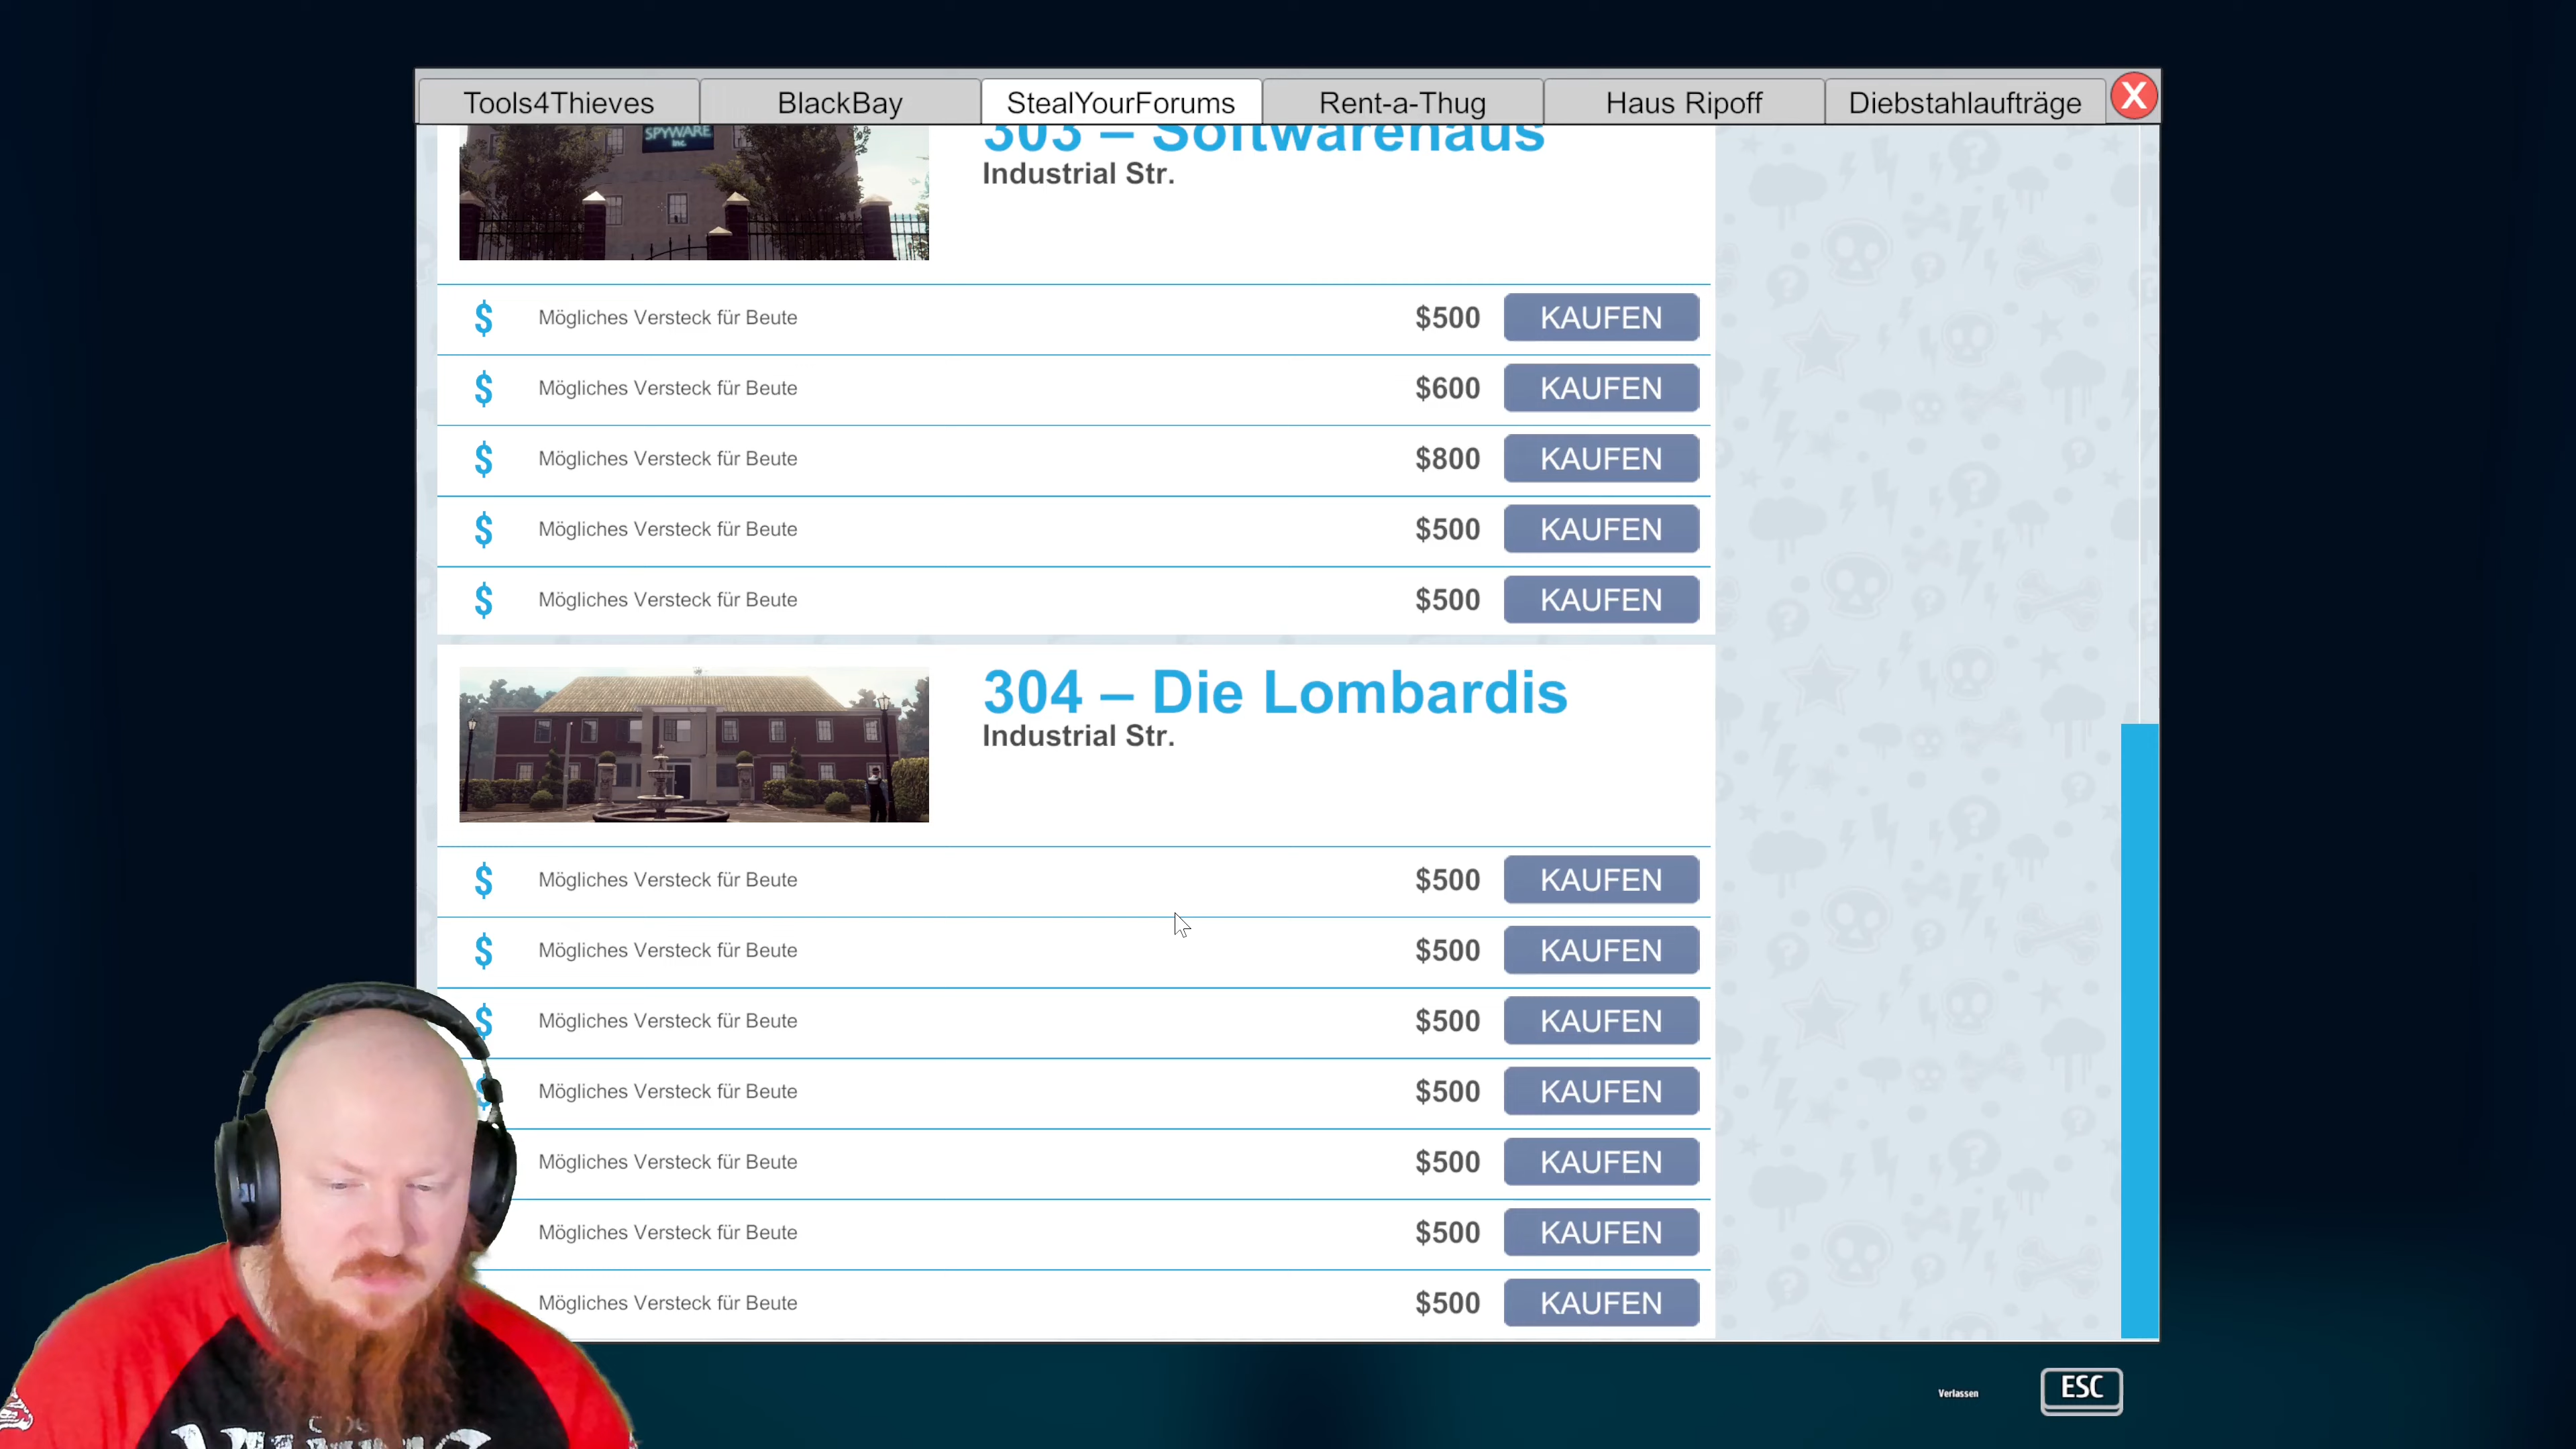 Tools4Thieves
BlackBay
StealYourForums
Rent-a-Thug
Haus Ripoff
Diebstahlaufträge
X
SPYWARE
Inc.
303 – Softwarehaus
Industrial Str.
$ Mögliches Versteck für Beute $500 KAUFEN
$ Mögliches Versteck für Beute $600 KAUFEN
$ Mögliches Versteck für Beute $800 KAUFEN
$ Mögliches Versteck für Beute $500 KAUFEN
$ Mögliches Versteck für Beute $500 KAUFEN
304 – Die Lombardis
Industrial Str.
$ Mögliches Versteck für Beute $500 KAUFEN
$ Mögliches Versteck für Beute $500 KAUFEN
$ Mögliches Versteck für Beute $500 KAUFEN
$ Mögliches Versteck für Beute $500 KAUFEN
Mögliches Versteck für Beute $500 KAUFEN
Mögliches Versteck für Beute $500 KAUFEN
Mögliches Versteck für Beute $500 KAUFEN
Verlassen ESC